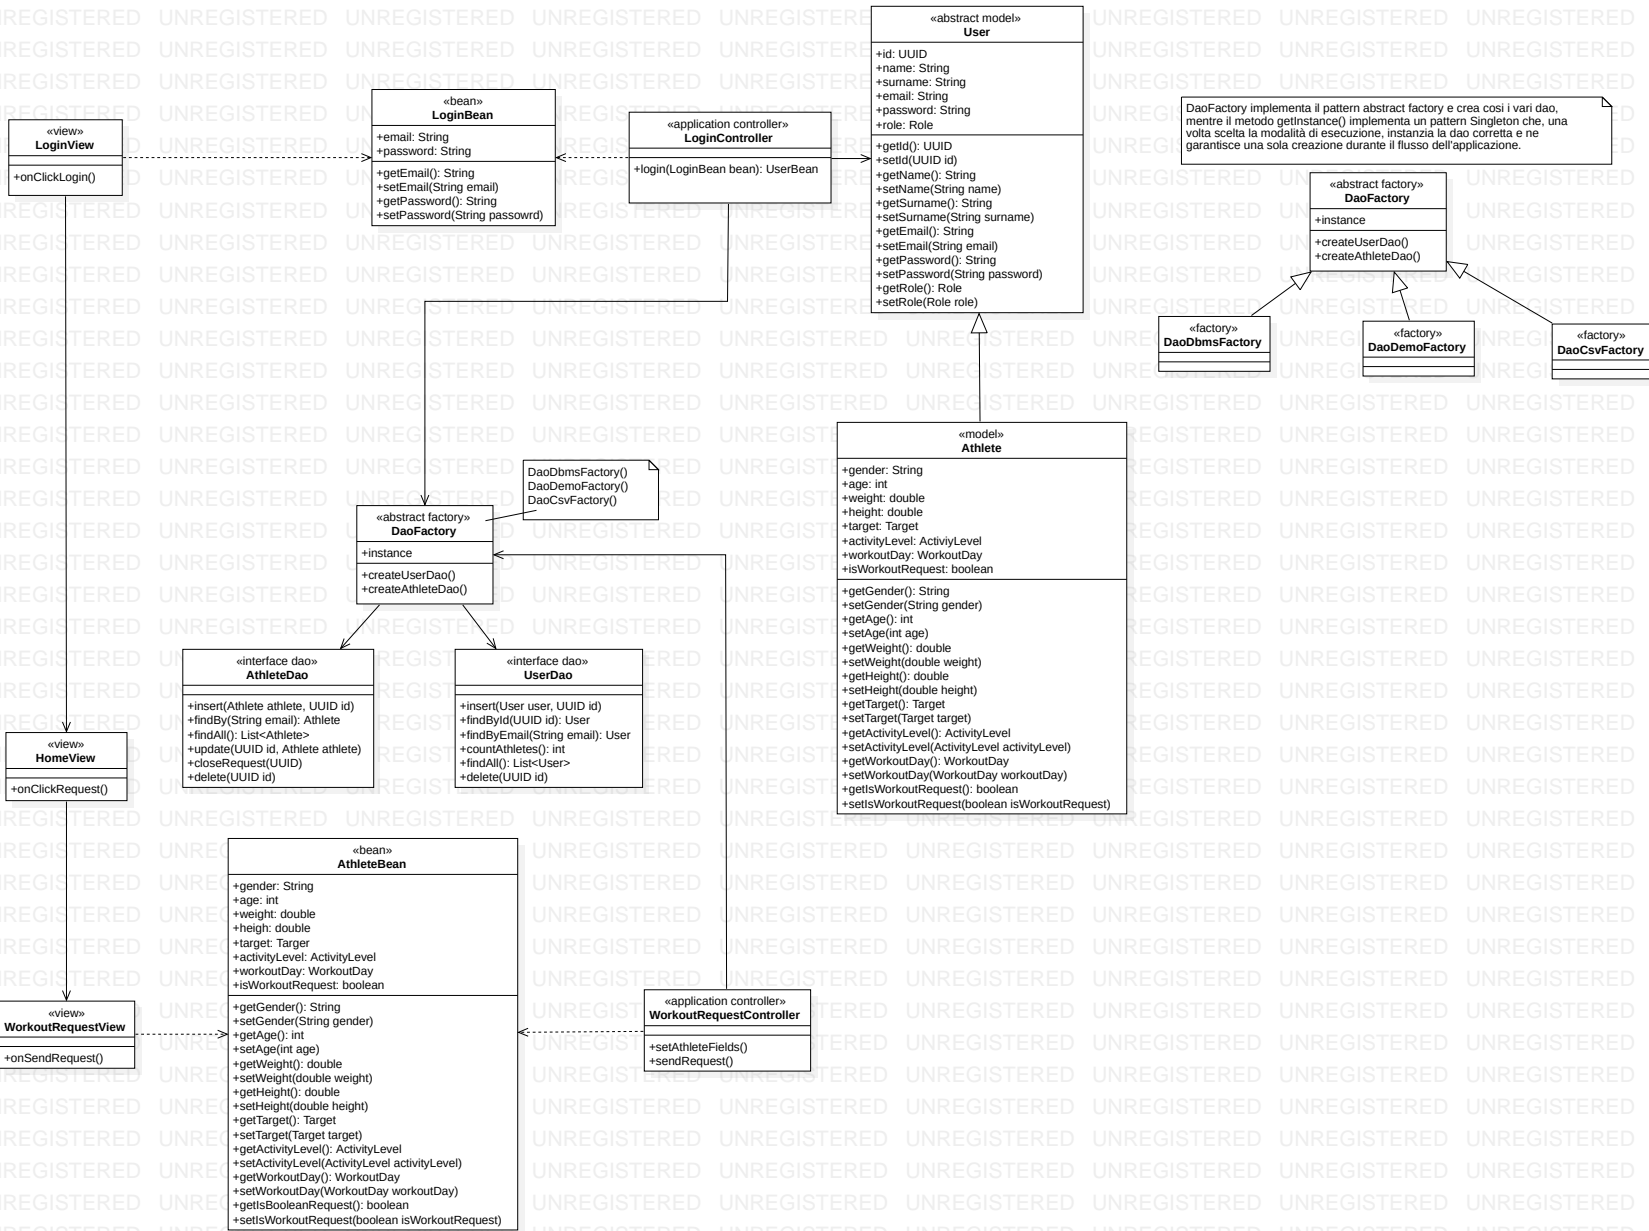 «abstract model»
User
+id: UUID
+name: String
+surname: String
+email: String
+password: String
+role: Role
+getId(): UUID
+setId(UUID id)
+getName(): String
+setName(String name)
+getSurname(): String
+setSurname(String surname)
+getEmail(): String
+setEmail(String email)
+getPassword(): String
+setPassword(String password)
+getRole(): Role
+setRole(Role role)
«view»
LoginView
+onClickLogin()
«bean»
LoginBean
+email: String
+password: String
+getEmail(): String
+setEmail(String email)
+getPassword(): String
+setPassword(String passowrd)
«application controller»
LoginController
+login(LoginBean bean): UserBean
DaoFactory implementa il pattern abstract factory e crea cosi i vari dao,
mentre il metodo getInstance() implementa un pattern Singleton che, una
volta scelta la modalità di esecuzione, instanzia la dao corretta e ne
garantisce una sola creazione durante il flusso dell'applicazione.
«abstract factory»
DaoFactory
+instance
+createUserDao()
+createAthleteDao()
«factory»
DaoDbmsFactory
«factory»
DaoDemoFactory
«factory»
DaoCsvFactory
«model»
Athlete
+gender: String
+age: int
+weight: double
+height: double
+target: Target
+activityLevel: ActiviyLevel
+workoutDay: WorkoutDay
+isWorkoutRequest: boolean
+getGender(): String
+setGender(String gender)
+getAge(): int
+setAge(int age)
+getWeight(): double
+setWeight(double weight)
+getHeight(): double
+setHeight(double height)
+getTarget(): Target
+setTarget(Target target)
+getActivityLevel(): ActivityLevel
+setActivityLevel(ActivityLevel activityLevel)
+getWorkoutDay(): WorkoutDay
+setWorkoutDay(WorkoutDay workoutDay)
+getIsWorkoutRequest(): boolean
+setIsWorkoutRequest(boolean isWorkoutRequest)
DaoDbmsFactory()
DaoDemoFactory()
DaoCsvFactory()
«abstract factory»
DaoFactory
+instance
+createUserDao()
+createAthleteDao()
«interface dao»
AthleteDao
+insert(Athlete athlete, UUID id)
+findBy(String email): Athlete
+findAll(): List<Athlete>
+update(UUID id, Athlete athlete)
+closeRequest(UUID)
+delete(UUID id)
«interface dao»
UserDao
+insert(User user, UUID id)
+findById(UUID id): User
+findByEmail(String email): User
+countAthletes(): int
+findAll(): List<User>
+delete(UUID id)
«view»
HomeView
+onClickRequest()
«bean»
AthleteBean
+gender: String
+age: int
+weight: double
+heigh: double
+target: Targer
+activityLevel: ActivityLevel
+workoutDay: WorkoutDay
+isWorkoutRequest: boolean
+getGender(): String
+setGender(String gender)
+getAge(): int
+setAge(int age)
+getWeight(): double
+setWeight(double weight)
+getHeight(): double
+setHeight(double height)
+getTarget(): Target
+setTarget(Target target)
+getActivityLevel(): ActivityLevel
+setActivityLevel(ActivityLevel activityLevel)
+getWorkoutDay(): WorkoutDay
+setWorkoutDay(WorkoutDay workoutDay)
+getIsBooleanRequest(): boolean
+setIsWorkoutRequest(boolean isWorkoutRequest)
«view»
WorkoutRequestView
+onSendRequest()
«application controller»
WorkoutRequestController
+setAthleteFields()
+sendRequest()
UNREGISTERED